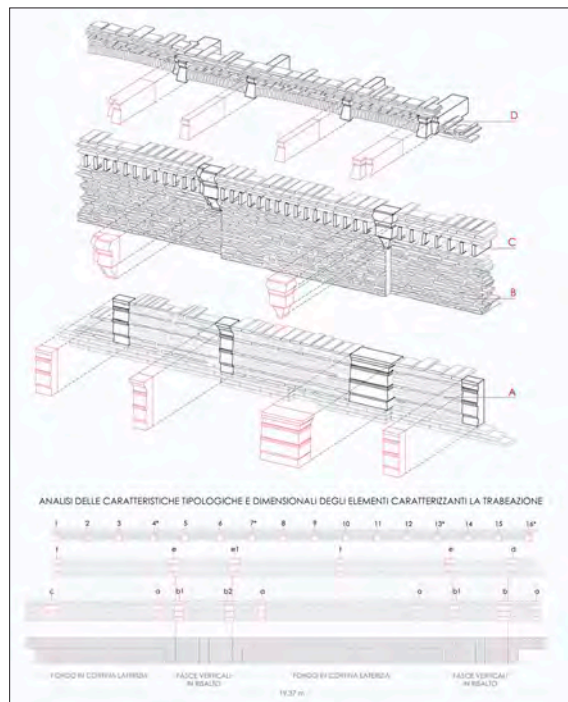 D
C
B
A
ANALISI DELLE CARATTERISTICHE TIPOLOGICHE E DIMENSIONALI DEGLI ELEMENTI CARATTERIZZANTI LA TRABEAZIONE
1 2 3 4* 5 6 7* 8 9 10 11 12 13* 14 15 16*
f e e1 f e d
c a b1 b2 a a b1 b a
FONDO IN CORTINA LATERIZIA FASCE VERTICALI FONDO IN CORTINA LATERIZIA FASCE VERTICALI
IN RISALTO IN RISALTO